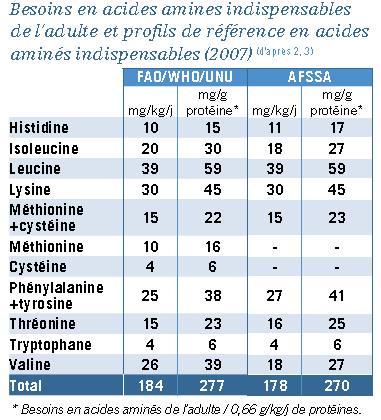 Besoins en acides amines indispensables
de l'adulte et profils de référence en acides
aminés indispensables (2007) (d'après 2, 3)
FAO/WHO/UNU AFSSA
mg/kg/j mg/g protéine* mg/kg/j mg/g protéine*
Histidine 10 15 11 17
Isoleucine 20 30 18 27
Leucine 39 59 39 59
Lysine 30 45 30 45
Méthionine +cystéine 15 22 15 23
Méthionine 10 16 - -
Cystéine 4 6 - -
Phénylalanine +tyrosine 25 38 27 41
Thréonine 15 23 16 25
Tryptophane 4 6 4 6
Valine 26 39 18 27
Total 184 277 178 270
* Besoins en acides aminés de l'adulte / 0,66 g/kg/j de protéines.